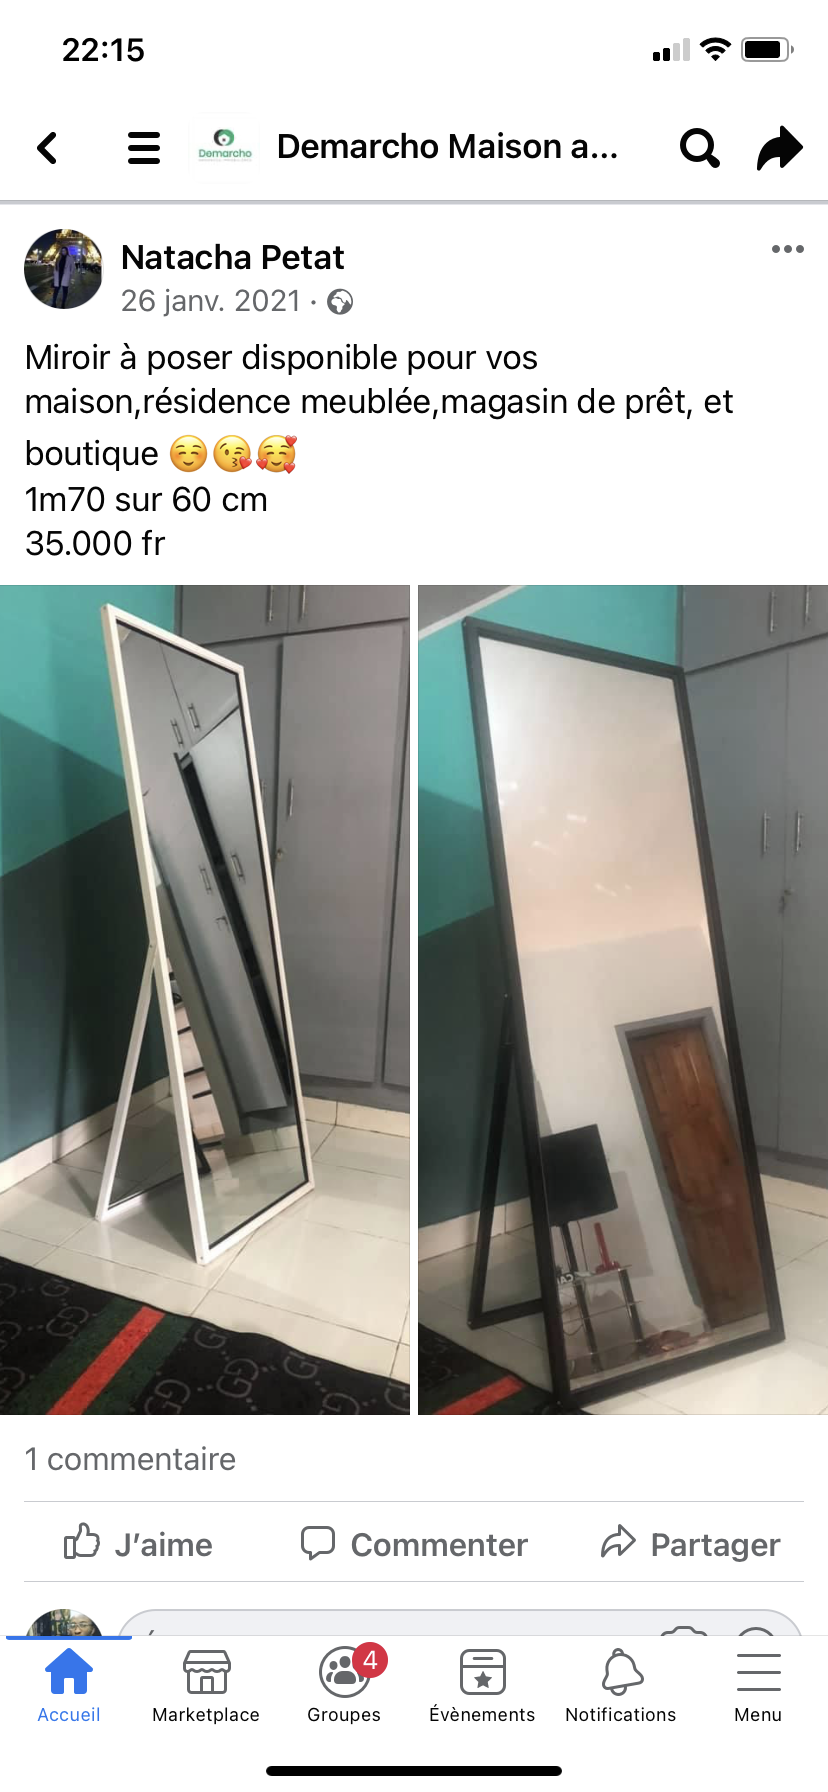 22:15
Demarcho
Demarcho Maison a...
Natacha Petat
26 janv. 2021 ·
Miroir à poser disponible pour vos
maison,résidence meublée,magasin de prêt, et
boutique ☺️😘🥰
1m70 sur 60 cm
35.000 fr
1 commentaire
J'aime
Commenter
Partager
4
Accueil
Marketplace
Groupes
Évènements
Notifications
Menu